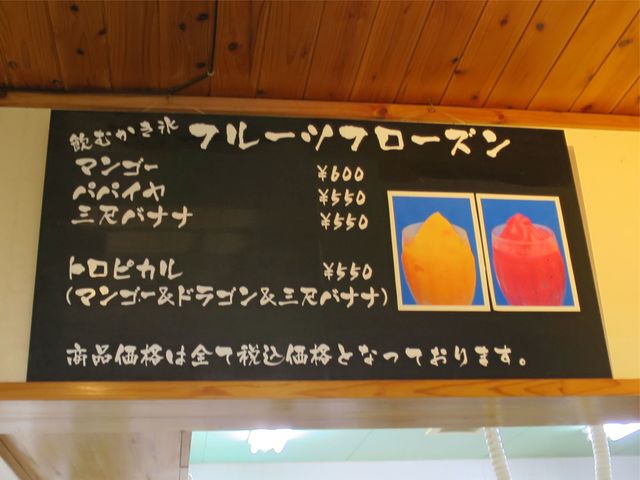 飲むかき氷 フルーツフローズン
マンゴー ¥600
パパイヤ ¥550
三尺バナナ ¥550
トロピカル ¥550
(マンゴー&ドラゴン&三尺バナナ)
商品価格は全て税込価格となっております。